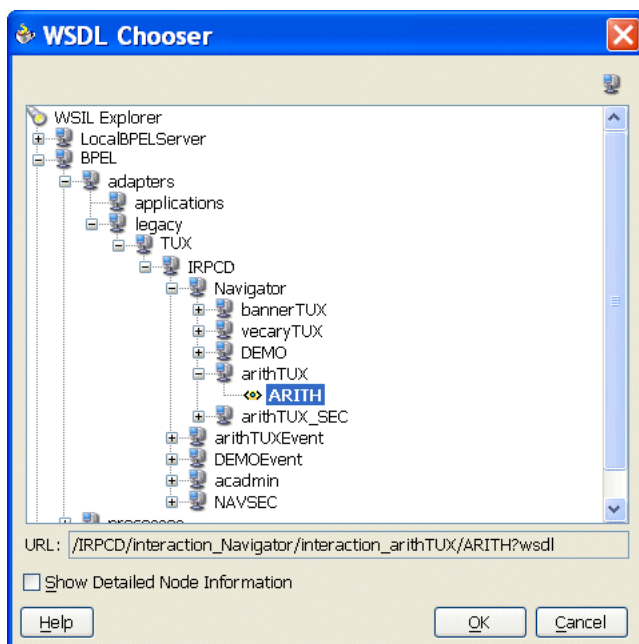 WSDL Chooser
WSIL Explorer
LocalBPELServer
BPEL
adapters
applications
legacy
TUX
IRPCD
Navigator
bannerTUX
vecaryTUX
DEMO
arithTUX
ARITH
arithTUX_SEC
arithTUXEvent
DEMOEvent
acadmin
NAVSEC
URL: /IRPCD/interaction_Navigator/interaction_arithTUX/ARITH?wsdl
Show Detailed Node Information
Help OK Cancel